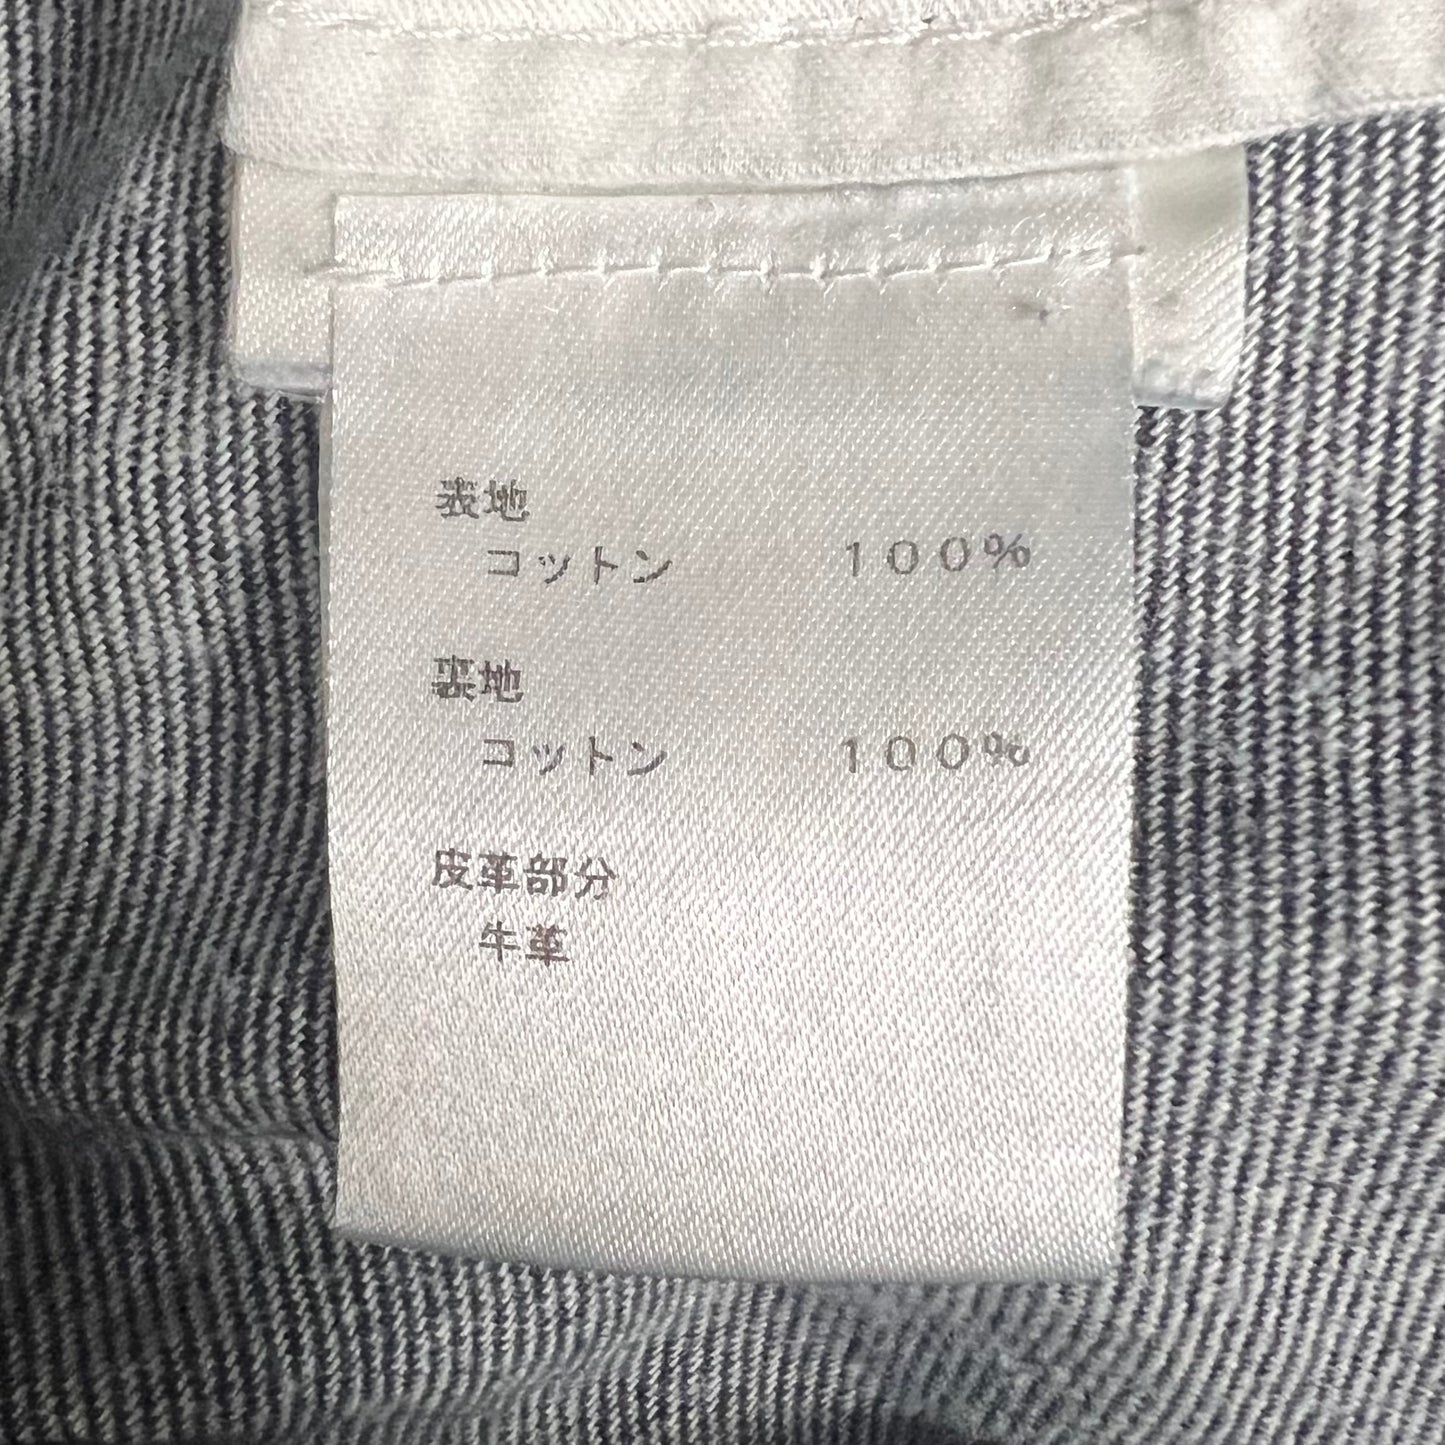 表地
コットン　100%
裏地
コットン　100%
皮革部分
牛革